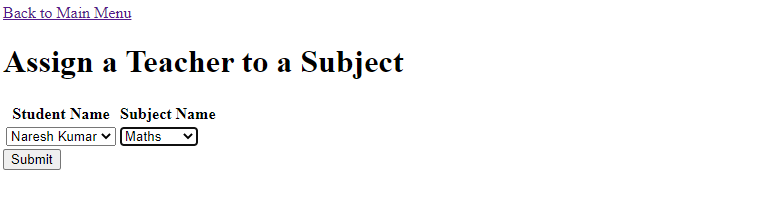 Back to Main Menu
Assign a Teacher to a Subject
Student Name Subject Name
Naresh Kumar Maths
Submit